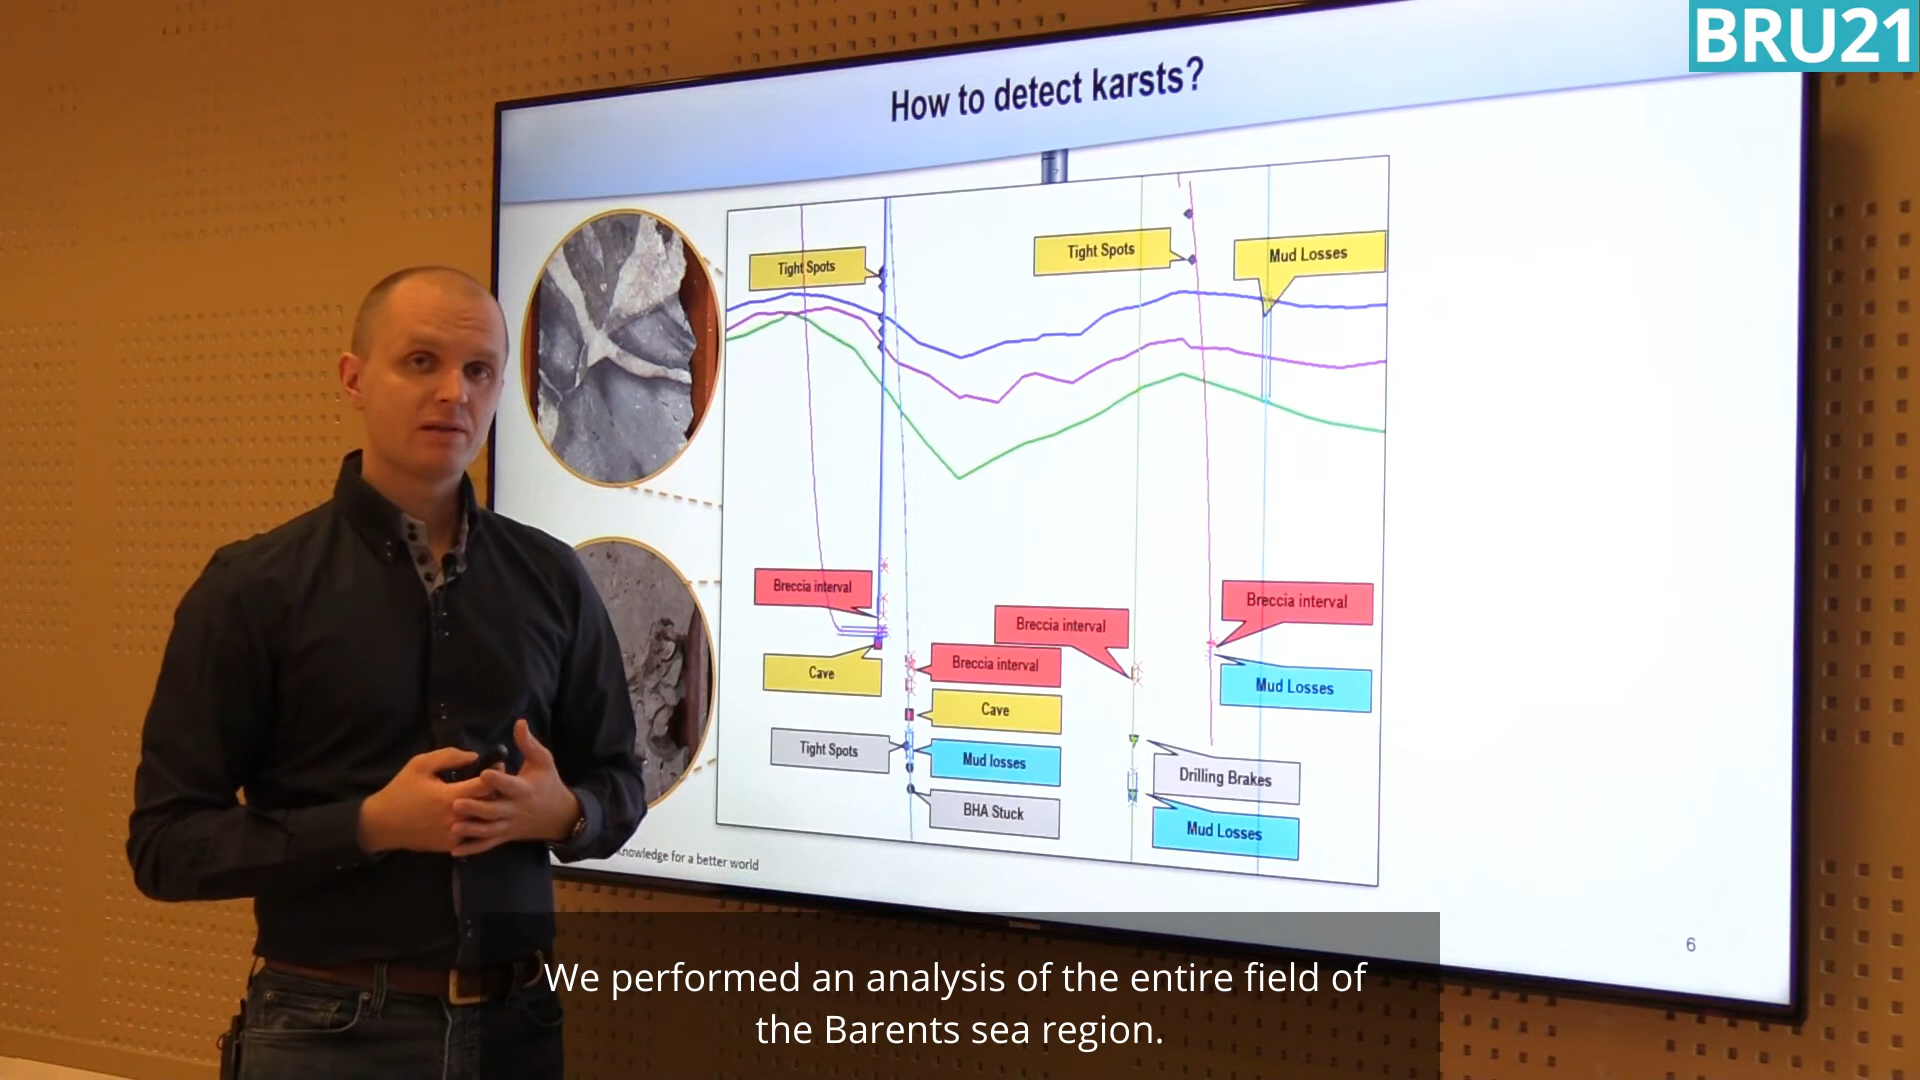 BRU21
How to detect karsts?
Tight Spots
Tight Spots
Mud Losses
Breccia interval
Breccia interval
Breccia interval
Breccia interval
Cave
Cave
Mud Losses
Tight Spots
Mud losses
Drilling Brakes
BHA Stuck
Mud Losses
knowledge for a better world
6
We performed an analysis of the entire field of
the Barents sea region.